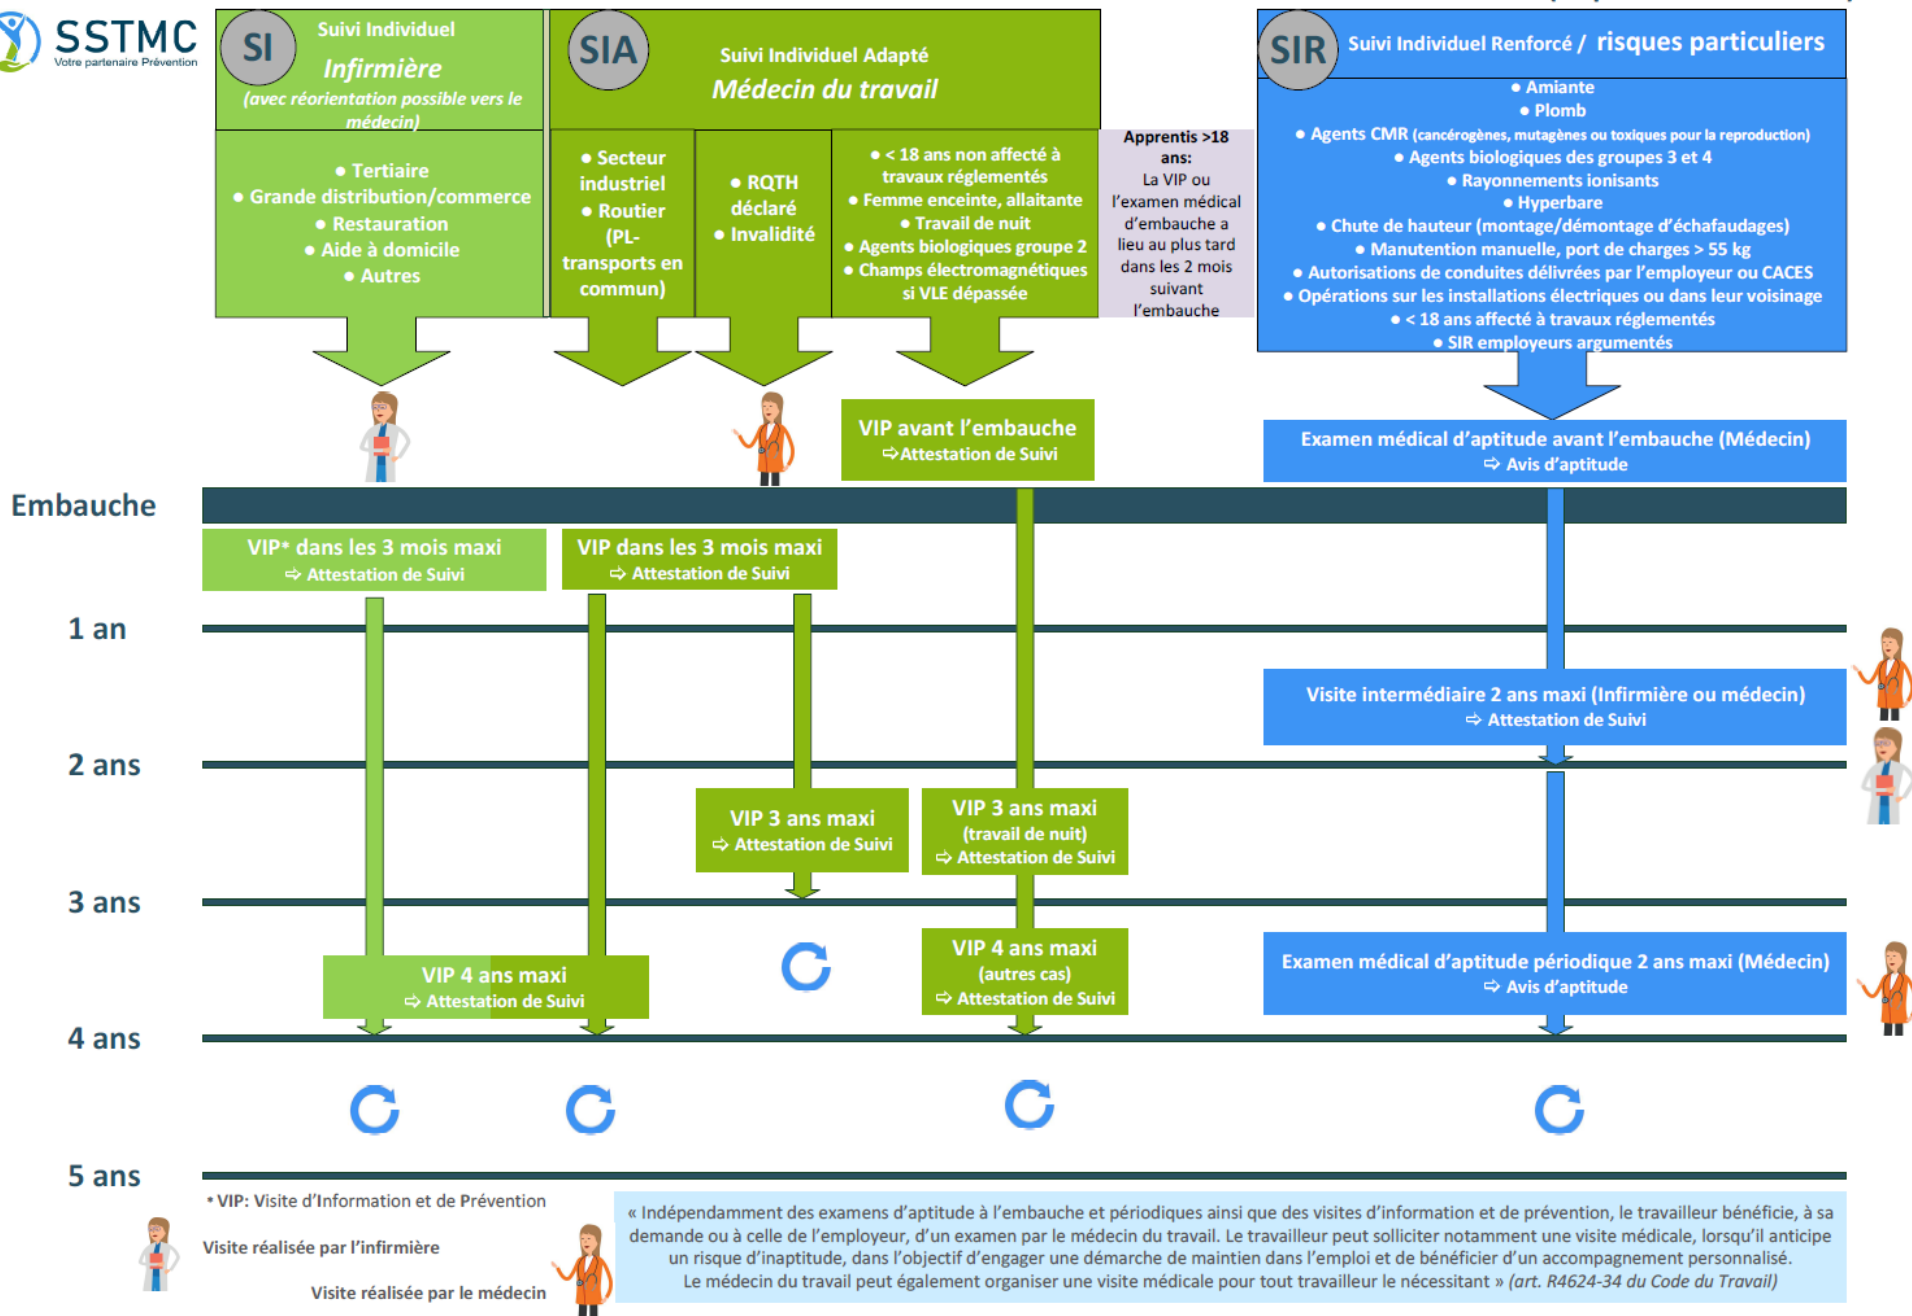 SSTMC
Votre partenaire Prévention
SI
Suivi Individuel
Infirmière
(avec réorientation possible vers le
médecin)
● Tertiaire
● Grande distribution/commerce
● Restauration
● Aide à domicile
● Autres
SIA
Suivi Individuel Adapté
Médecin du travail
● Secteur
industriel
● Routier
(PL-
transports en
commun)
● RQTH
déclaré
● Invalidité
● < 18 ans non affecté à
travaux réglementés
● Femme enceinte, allaitante
● Travail de nuit
● Agents biologiques groupe 2
● Champs électromagnétiques
si VLE dépassée
Apprentis >18
ans:
La VIP ou
l'examen médical
d'embauche a
lieu au plus tard
dans les 2 mois
suivant
l'embauche
SIR
Suivi Individuel Renforcé / risques particuliers
● Amiante
● Plomb
● Agents CMR (cancérogènes, mutagènes ou toxiques pour la reproduction)
● Agents biologiques des groupes 3 et 4
● Rayonnements ionisants
● Hyperbare
● Chute de hauteur (montage/démontage d'échafaudages)
● Manutention manuelle, port de charges > 55 kg
● Autorisations de conduites délivrées par l'employeur ou CACES
● Opérations sur les installations électriques ou dans leur voisinage
● < 18 ans affecté à travaux réglementés
● SIR employeurs argumentés
VIP avant l'embauche
⇨Attestation de Suivi
Examen médical d'aptitude avant l'embauche (Médecin)
⇨ Avis d'aptitude
Embauche
VIP* dans les 3 mois maxi
⇨ Attestation de Suivi
VIP dans les 3 mois maxi
⇨ Attestation de Suivi
1 an
Visite intermédiaire 2 ans maxi (Infirmière ou médecin)
⇨ Attestation de Suivi
2 ans
VIP 3 ans maxi
⇨ Attestation de Suivi
VIP 3 ans maxi
(travail de nuit)
⇨ Attestation de Suivi
3 ans
VIP 4 ans maxi
⇨ Attestation de Suivi
VIP 4 ans maxi
(autres cas)
⇨ Attestation de Suivi
Examen médical d'aptitude périodique 2 ans maxi (Médecin)
⇨ Avis d'aptitude
4 ans
5 ans
* VIP: Visite d'Information et de Prévention
Visite réalisée par l'infirmière
Visite réalisée par le médecin
« Indépendamment des examens d'aptitude à l'embauche et périodiques ainsi que des visites d'information et de prévention, le travailleur bénéficie, à sa
demande ou à celle de l'employeur, d'un examen par le médecin du travail. Le travailleur peut solliciter notamment une visite médicale, lorsqu'il anticipe
un risque d'inaptitude, dans l'objectif d'engager une démarche de maintien dans l'emploi et de bénéficier d'un accompagnement personnalisé.
Le médecin du travail peut également organiser une visite médicale pour tout travailleur le nécessitant » (art. R4624-34 du Code du Travail)